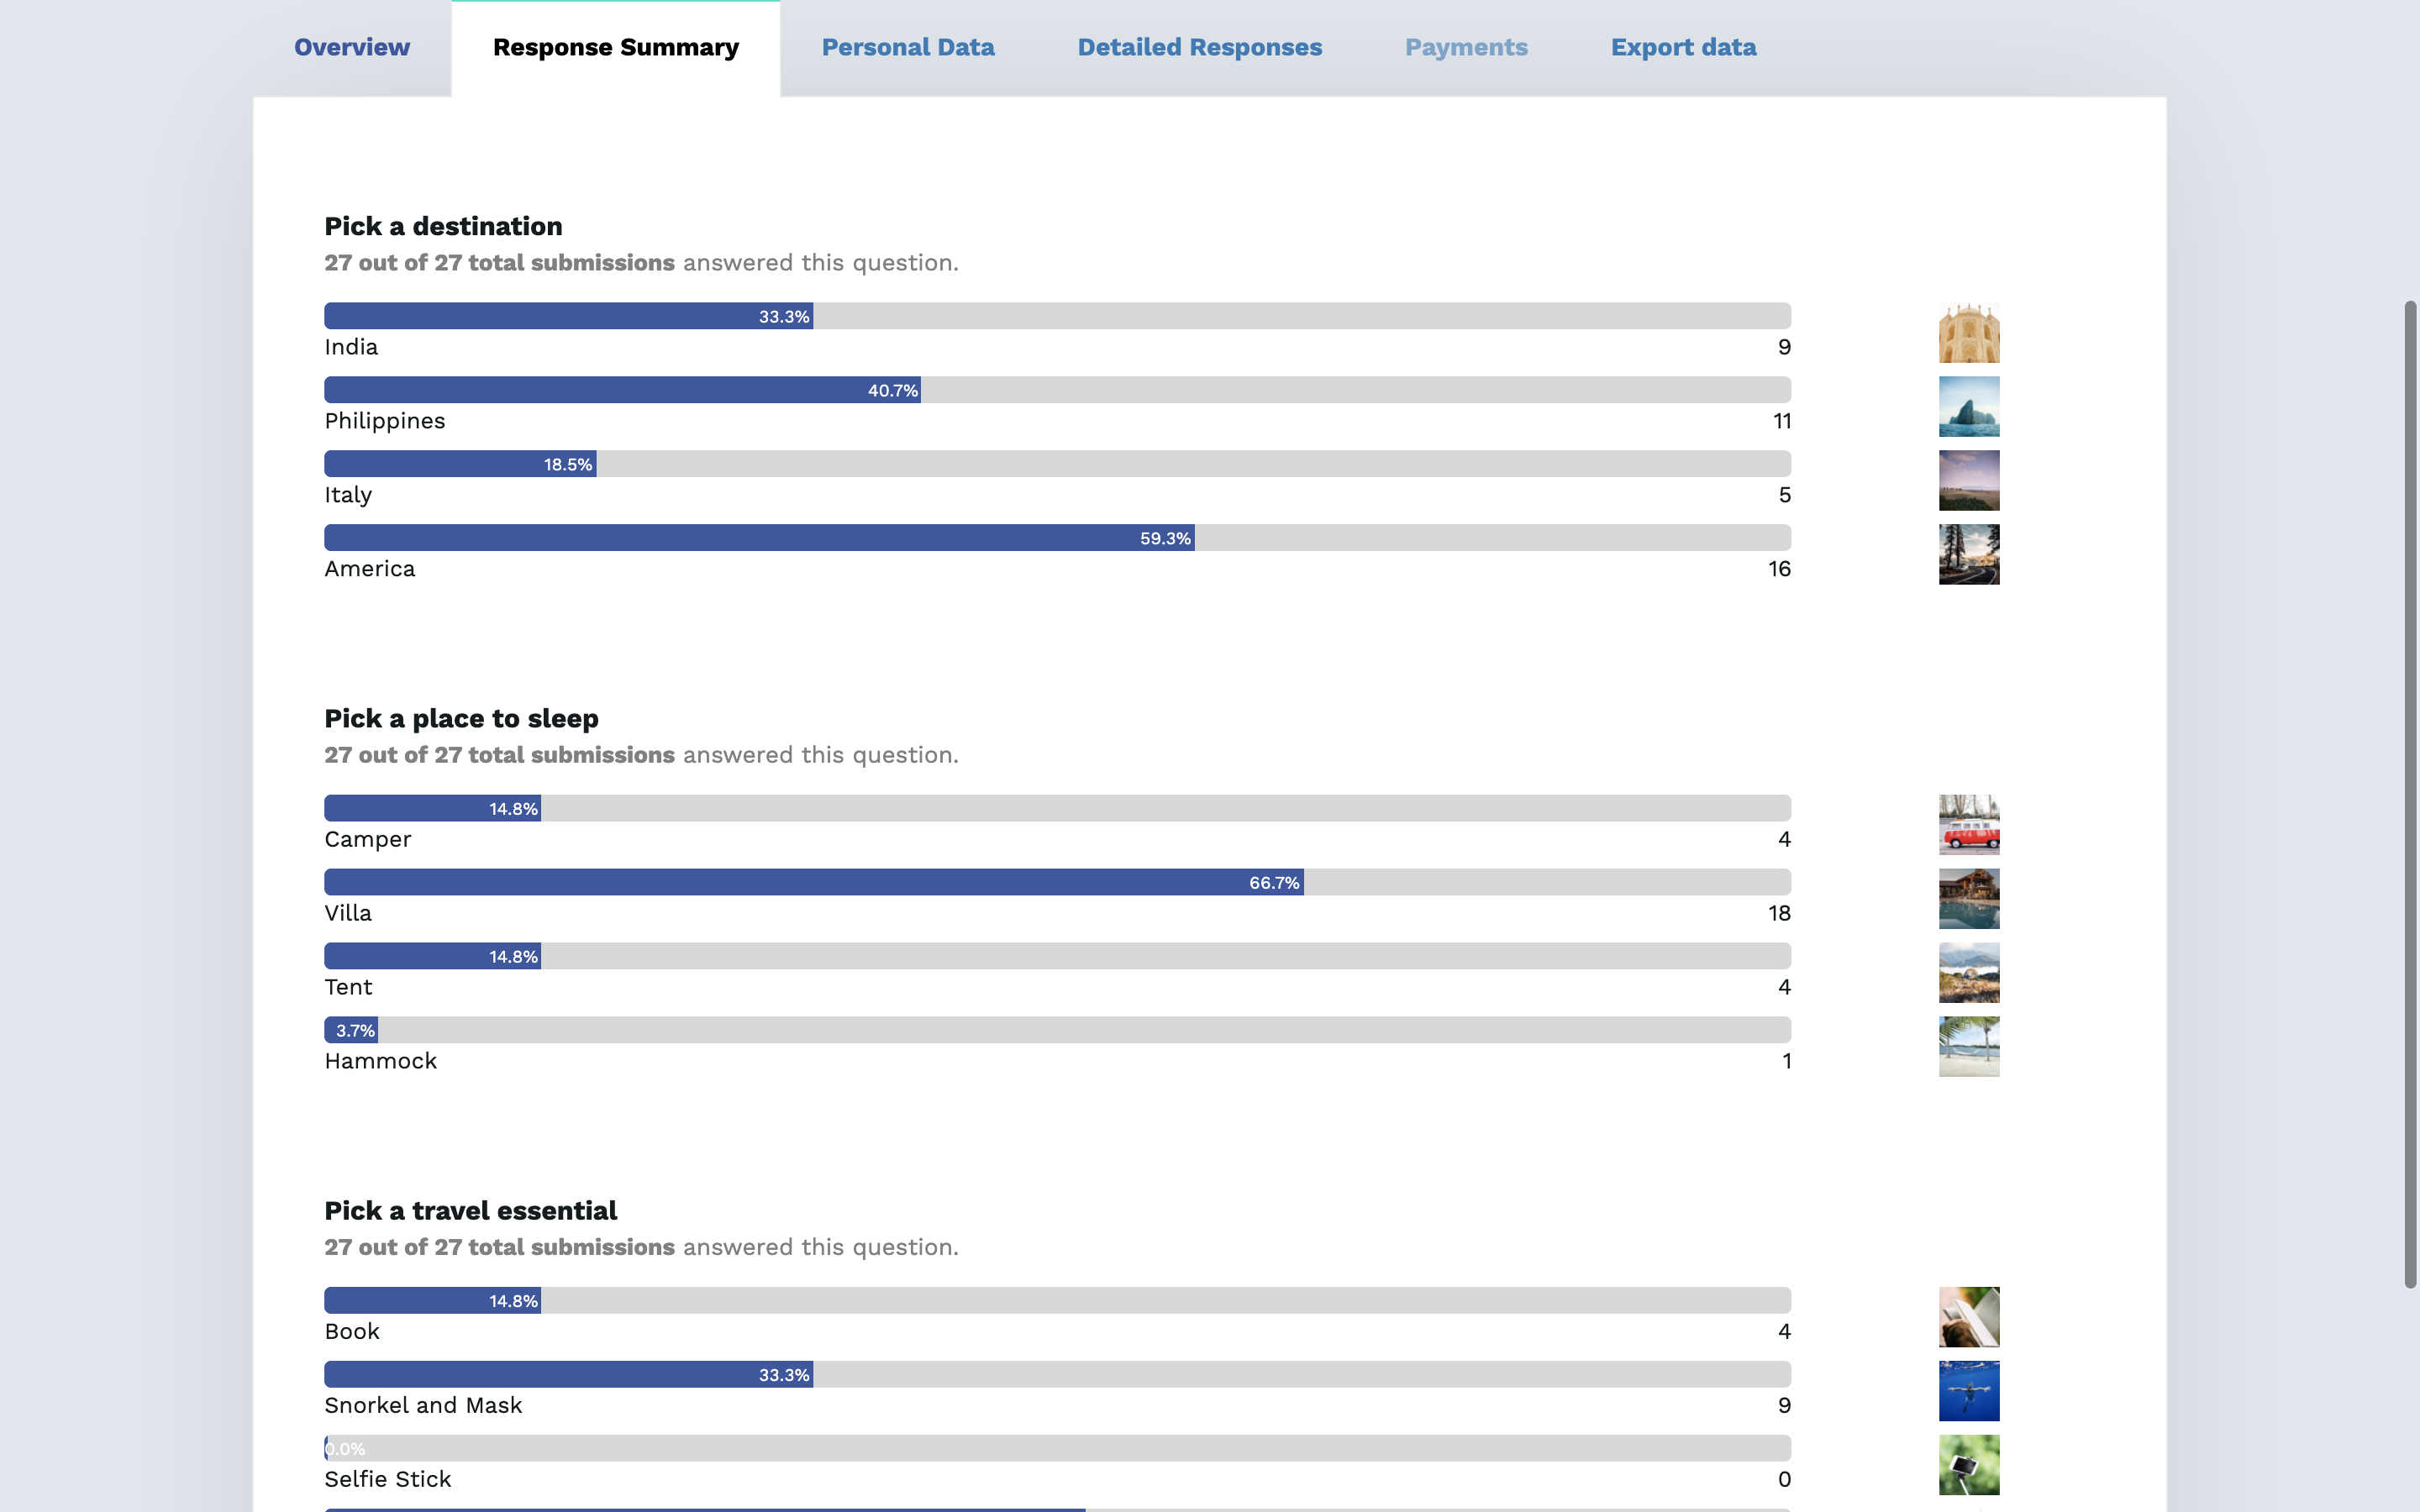 Overview Response Summary Personal Data Detailed Responses Payments Export data
Pick a destination
27 out of 27 total submissions answered this question.
33.3%
India 9
40.7%
Philippines 11
18.5%
Italy 5
59.3%
America 16
Pick a place to sleep
27 out of 27 total submissions answered this question.
14.8%
Camper 4
66.7%
Villa 18
14.8%
Tent 4
3.7%
Hammock 1
Pick a travel essential
27 out of 27 total submissions answered this question.
14.8%
Book 4
33.3%
Snorkel and Mask 9
0.0%
Selfie Stick 0